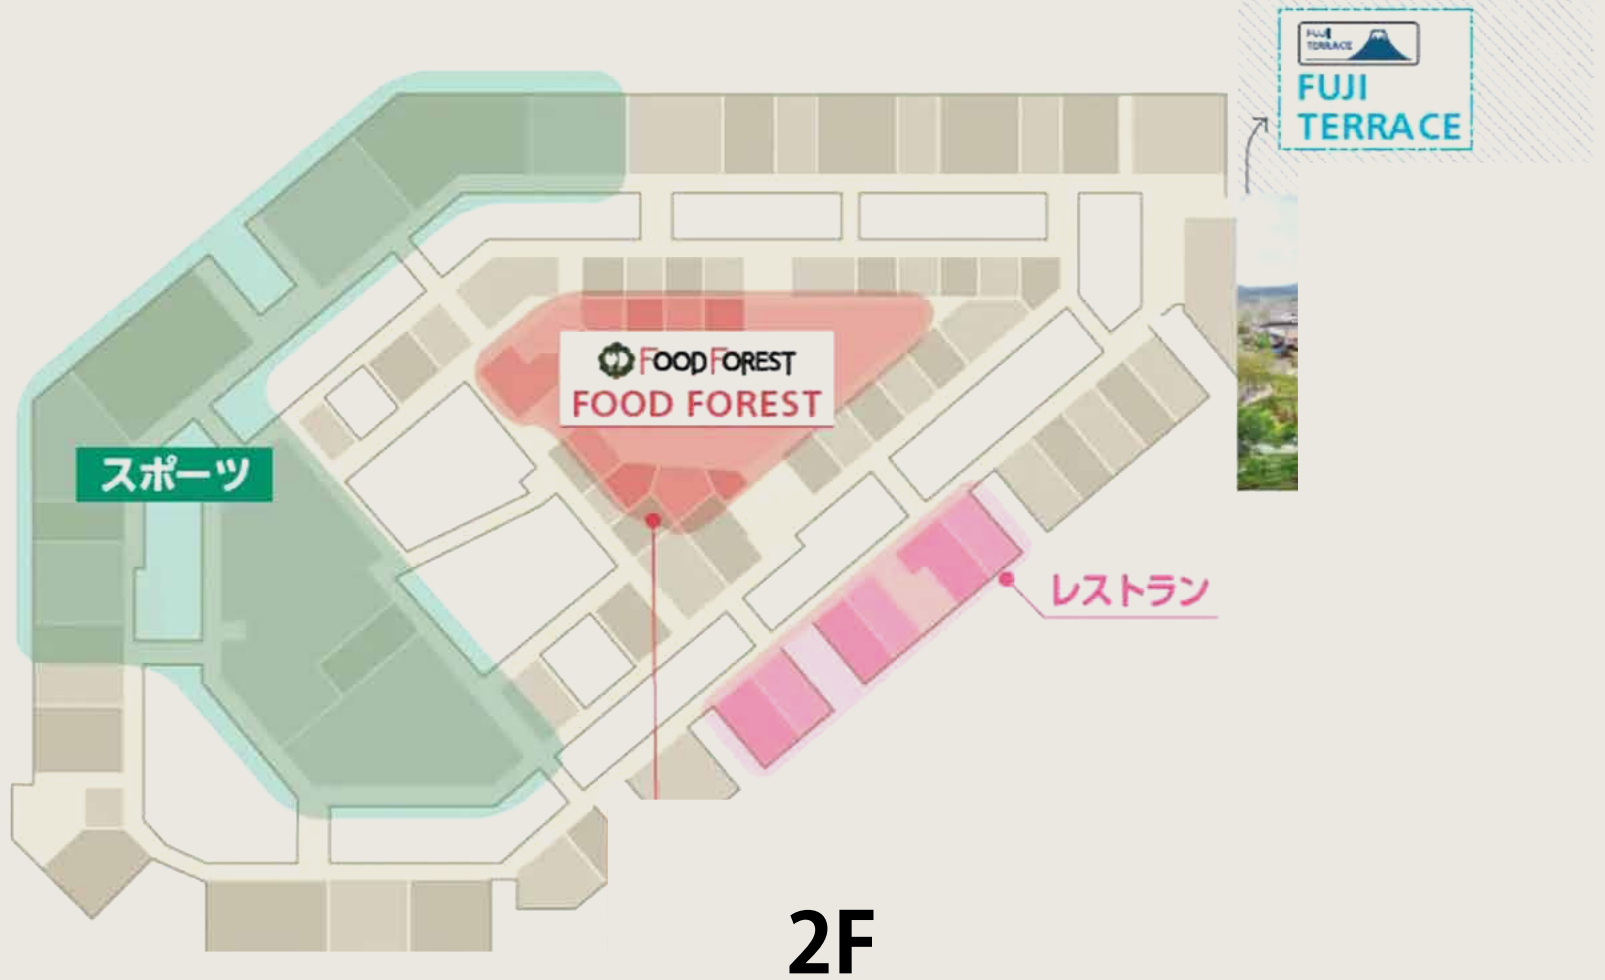 FUJI
TERRACE
FUJI
TERRACE
FOOD FOREST
FOOD FOREST
スポーツ
レストラン
2F